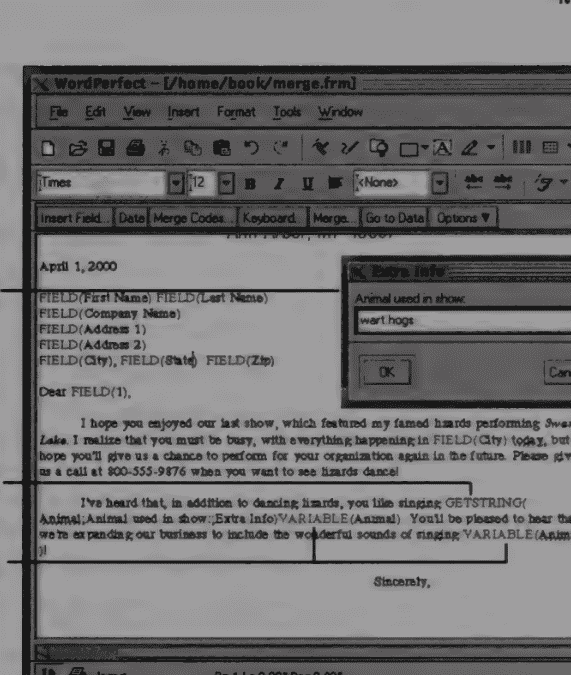 WordPerfect – [/home/book/merge.frm]
File Edit View Insert Format Tools Window
Times 12 B I U <None> abc abc
Insert Field... Date Merge Codes... Keyboard... Merge... Go to Data Options ▼
April 1, 2000
Extra Info
FIELD(First Name) FIELD(Last Name)
Animal used in show:
FIELD(Company Name)
wart hogs
FIELD(Address 1)
FIELD(Address 2)
FIELD(City), FIELD(State) FIELD(Zip)
OK
Dear FIELD(1),
I hope you enjoyed our last show, which featured my famed lizards performing
Lake. I realize that you must be busy, with everything happening in FIELD(City) today, but
hope you'll give us a chance to perform for your organization again in the future. Please
us a call at 800-555-9876 when you want to see lizards dance!
I've heard that, in addition to dancing lizards, you like singing GETSTRING(
Animal;Animal used in show:;Extra Info)VARIABLE(Animal) You'll be pleased to hear
we're expanding our business to include the wonderful sounds of singing VARIABLE(
)!
Sincerely,